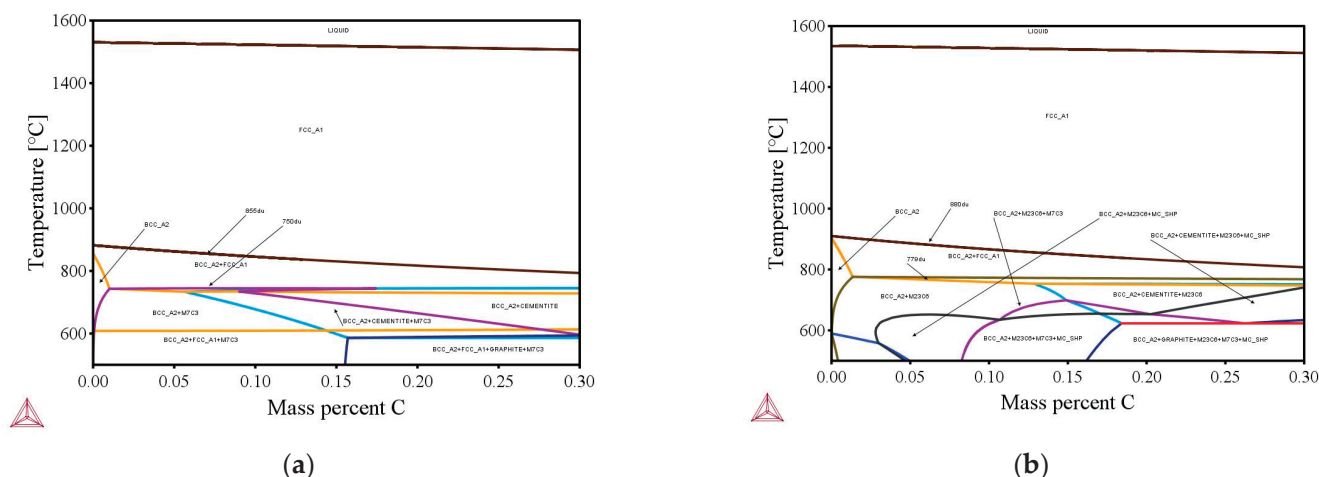 1600
1400
1200
1000
800
600
Temperature [°C]
LIQUID
FCC_A1
BCC_A2
855du
750du
BCC_A2+FCC_A1
BCC_A2+M7C3
BCC_A2+CEMENTITE
BCC_A2+CEMENTITE+M7C3
BCC_A2+FCC_A1+M7C3
BCC_A2+FCC_A1+GRAPHITE+M7C3
0.00 0.05 0.10 0.15 0.20 0.25 0.30
Mass percent C
(a)
1600
1400
1200
1000
800
600
Temperature [°C]
LIQUID
FCC_A1
BCC_A2
880du
BCC_A2+M23C6+M7C3
BCC_A2+M23C6+MC_SHP
BCC_A2+CEMENTITE+M23C6+MC_SHP
BCC_A2+FCC_A1
779du
BCC_A2+M23C6
BCC_A2+CEMENTITE+M23C6
BCC_A2+M23C6+M7C3+MC_SHP
BCC_A2+GRAPHITE+M23C6+M7C3+MC_SHP
0.00 0.05 0.10 0.15 0.20 0.25 0.30
Mass percent C
(b)